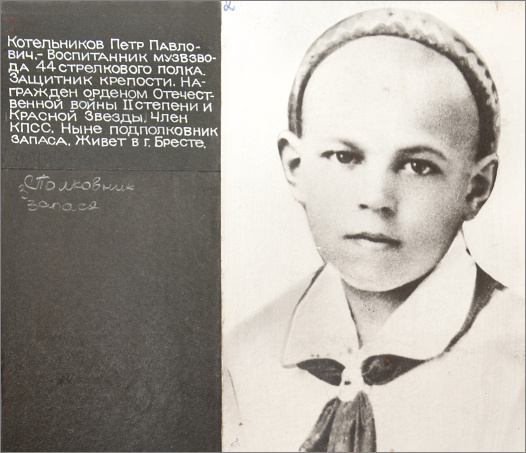 Котельников Петр Павло-
вич.- Воспитанник музвзво-
да 44 стрелкового полка.
Защитник крепости. На-
гражден орденом Отечест-
венной войны II степени и
Красной Звезды. Член
КПСС. Ныне подполковник
запаса. Живет в г. Бресте.
Полковник
запаса
2